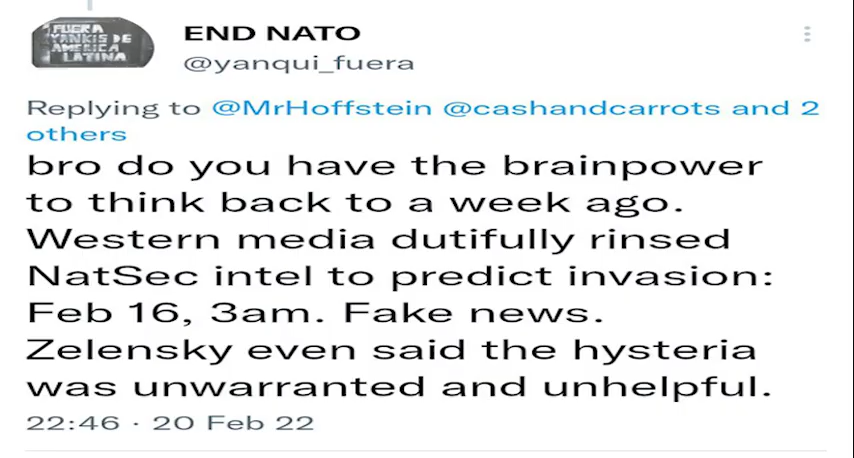 FUERA
YANKIS DE
AMERICA
LATINA
END NATO
@yanqui_fuera
Replying to @MrHoffstein @cashandcarrots and 2
others
bro do you have the brainpower
to think back to a week ago.
Western media dutifully rinsed
NatSec intel to predict invasion:
Feb 16, 3am. Fake news.
Zelensky even said the hysteria
was unwarranted and unhelpful.
22:46 · 20 Feb 22